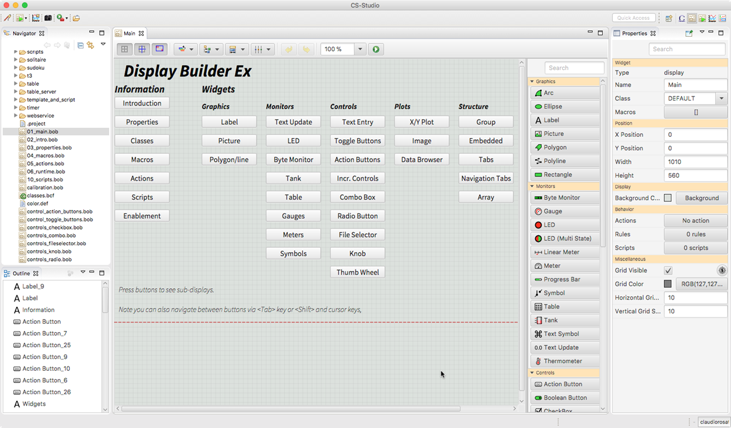 CS-Studio
Quick Access
Navigator
scripts
solitaire
sudoku
t3
table
table_server
template_and_script
timer
webservice
.project
01_main.bob
02_intro.bob
03_properties.bob
04_macros.bob
05_actions.bob
06_runtime.bob
10_scripts.bob
calibration.bob
classes.bcf
color.def
control_action_buttons.bob
control_toggle_buttons.bob
controls_checkbox.bob
controls_combo.bob
controls_fileselector.bob
controls_knob.bob
controls_radio.bob
Outline
Label_9
Label
Information
Action Button
Action Button_7
Action Button_25
Action Button_9
Action Button_10
Action Button_6
Action Button_26
Widgets
Main
100 %
Display Builder Ex
Information Widgets
Graphics Monitors Controls Plots Structure
Introduction
Properties
Classes
Macros
Actions
Scripts
Enablement
Label
Picture
Polygon/line
Text Update
LED
Byte Monitor
Tank
Table
Gauges
Meters
Symbols
Text Entry
Toggle Buttons
Action Buttons
Incr. Controls
Combo Box
Radio Button
File Selector
Knob
Thumb Wheel
X/Y Plot
Image
Data Browser
Group
Embedded
Tabs
Navigation Tabs
Array
Press buttons to see sub-displays.
Note you can also navigate between buttons via <Tab> key or <Shift> and cursor keys,
Search
Graphics
Arc
Ellipse
Label
Picture
Polygon
Polyline
Rectangle
Monitors
Byte Monitor
Gauge
LED
LED (Multi State)
Linear Meter
Meter
Progress Bar
Symbol
Table
Tank
Text Symbol
0.0 Text Update
Thermometer
Controls
Action Button
Boolean Button
CheckBox
Properties
Search
Widget
Type display
Name Main
Class DEFAULT
Macros []
Position
X Position 0
Y Position 0
Width 1010
Height 560
Display
Background C... Background
Behavior
Actions No action
Rules 0 rules
Scripts 0 scripts
Miscellaneous
Grid Visible
Grid Color RGB(127,127,...
Horizontal Gri... 10
Vertical Grid S... 10
claudiorosa